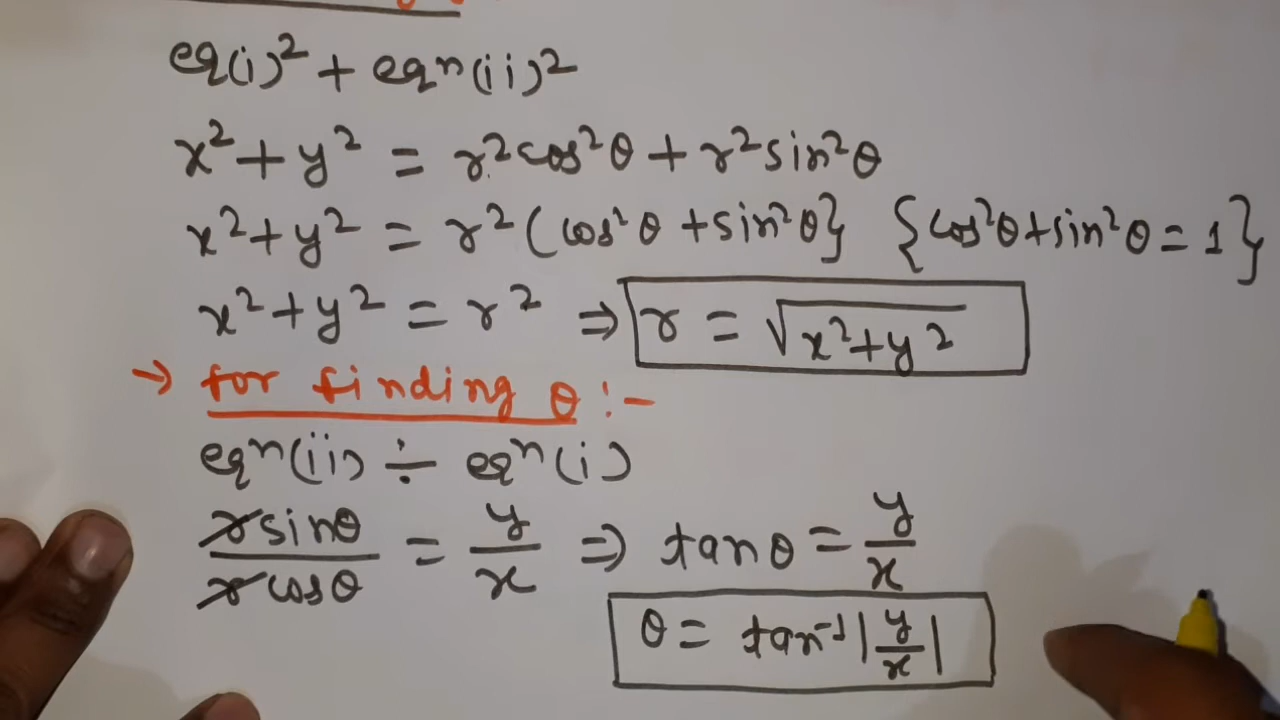 eq(i)² + eqⁿ(ii)²
x² + y² = r²cos²θ + r²sin²θ
x² + y² = r² (cos²θ + sin²θ} {cos²θ + sin²θ = 1}
x² + y² = r² ⇒ r = √x²+y²
→ for finding θ :-
eqⁿ(ii) ÷ eqⁿ(i)
r sinθ / r cosθ = y/x ⇒ tanθ = y/x
θ = tan⁻¹|y/x|